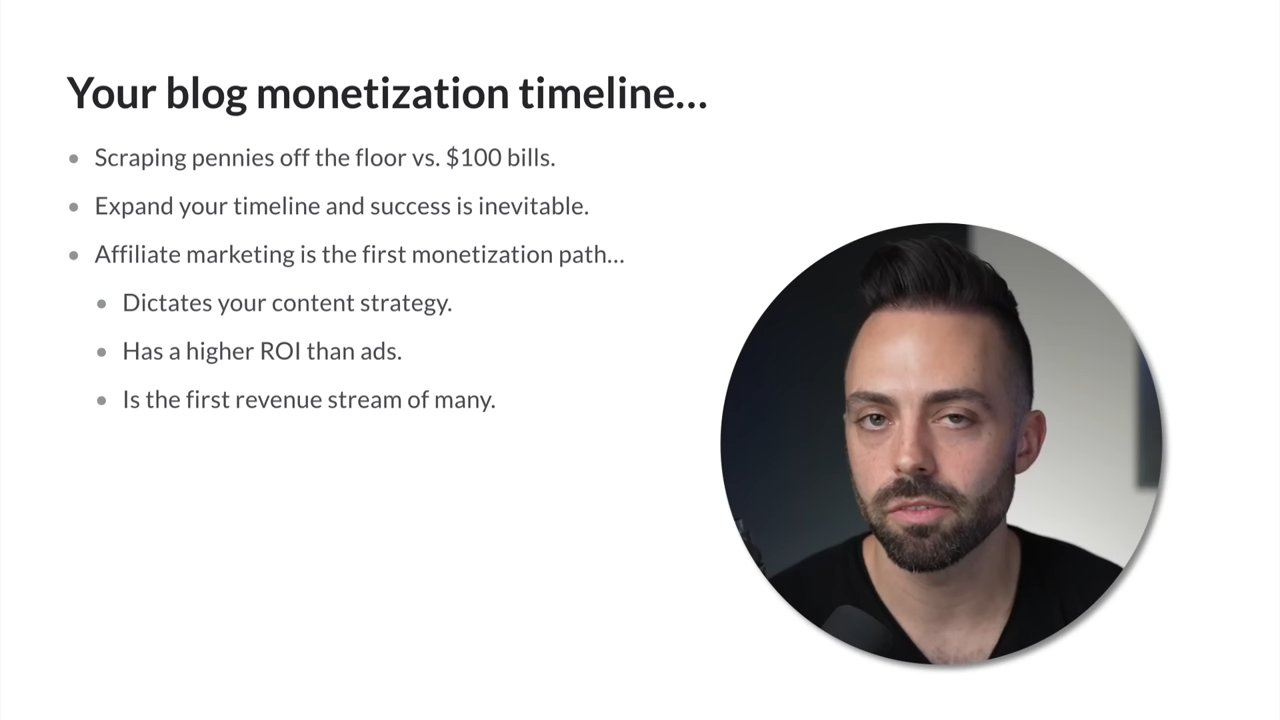 Your blog monetization timeline...
Scraping pennies off the floor vs. $100 bills.
Expand your timeline and success is inevitable.
Affiliate marketing is the first monetization path...
Dictates your content strategy.
Has a higher ROI than ads.
Is the first revenue stream of many.